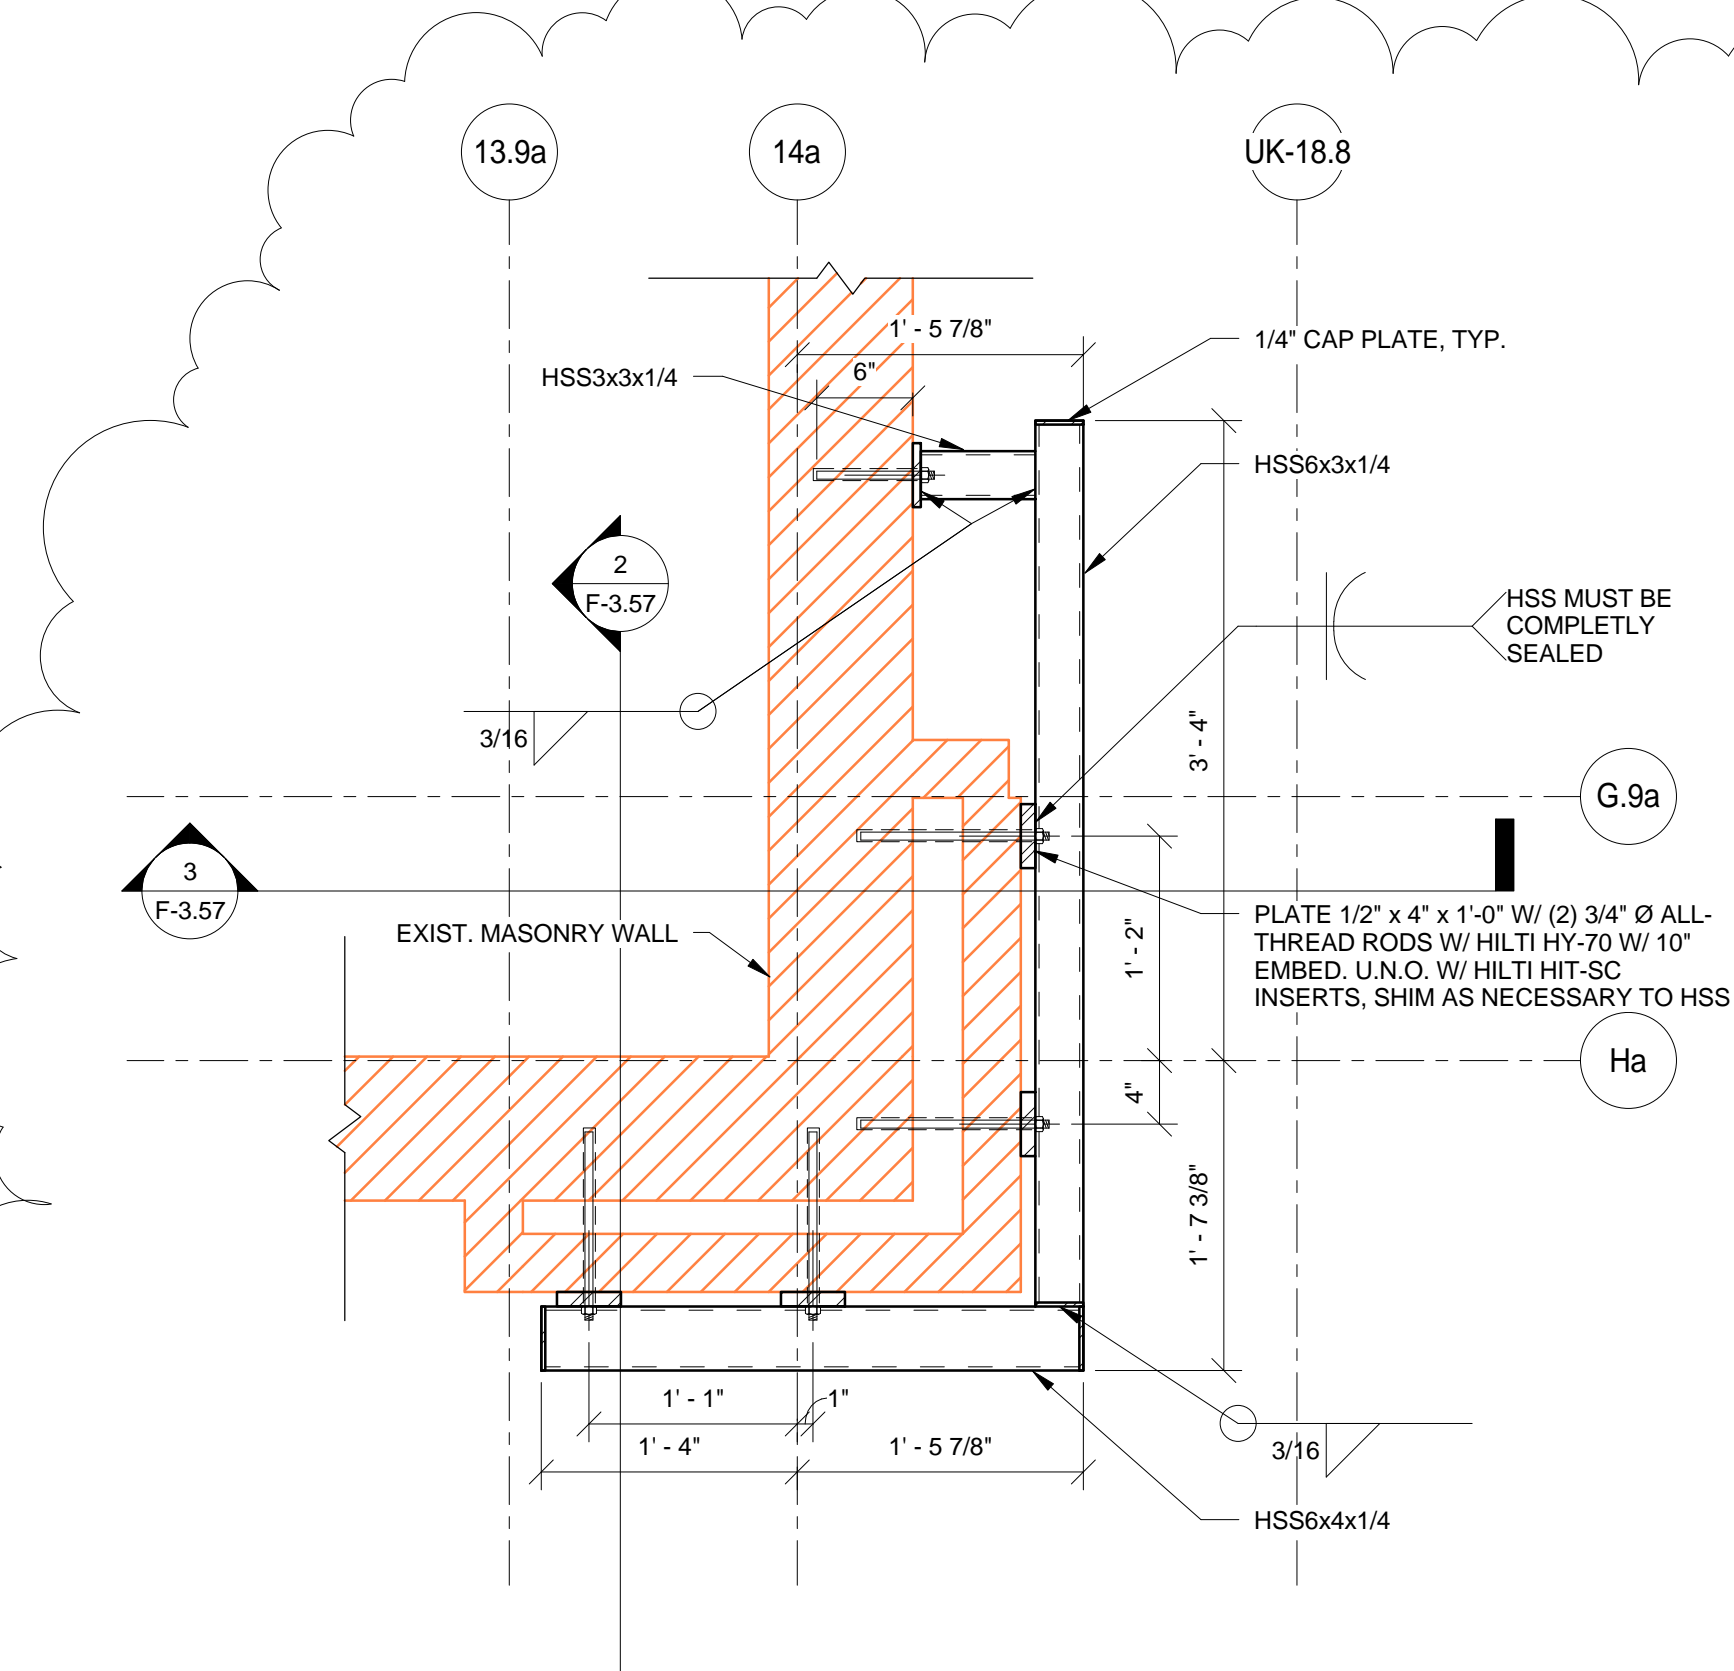 13.9a
14a
UK-18.8
1' - 5 7/8"
1/4" CAP PLATE, TYP.
6"
HSS3x3x1/4
HSS6x3x1/4
2
F-3.57
HSS MUST BE
COMPLETLY
SEALED
3/16
3' - 4"
G.9a
3
F-3.57
EXIST. MASONRY WALL
1' - 2"
PLATE 1/2" x 4" x 1'-0" W/ (2) 3/4" Ø ALL-
THREAD RODS W/ HILTI HY-70 W/ 10"
EMBED. U.N.O. W/ HILTI HIT-SC
INSERTS, SHIM AS NECESSARY TO HSS
Ha
4"
1' - 7 3/8"
1' - 1"
1"
1' - 4"
1' - 5 7/8"
3/16
HSS6x4x1/4